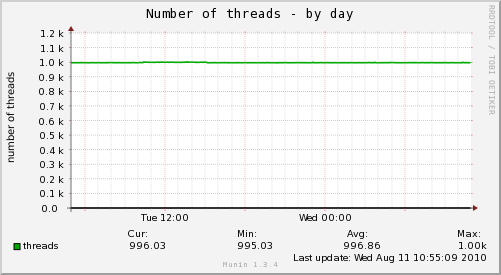 Number of threads - by day
RRDTOOL / TOBI OETIKER
number of threads
1.2 k
1.1 k
1.0 k
0.9 k
0.8 k
0.7 k
0.6 k
0.5 k
0.4 k
0.3 k
0.2 k
0.1 k
0.0
Tue 12:00 Wed 00:00
Cur: Min: Avg: Max:
threads 996.03 995.03 996.86 1.00k
Last update: Wed Aug 11 10:55:09 2010
Munin 1.3.4